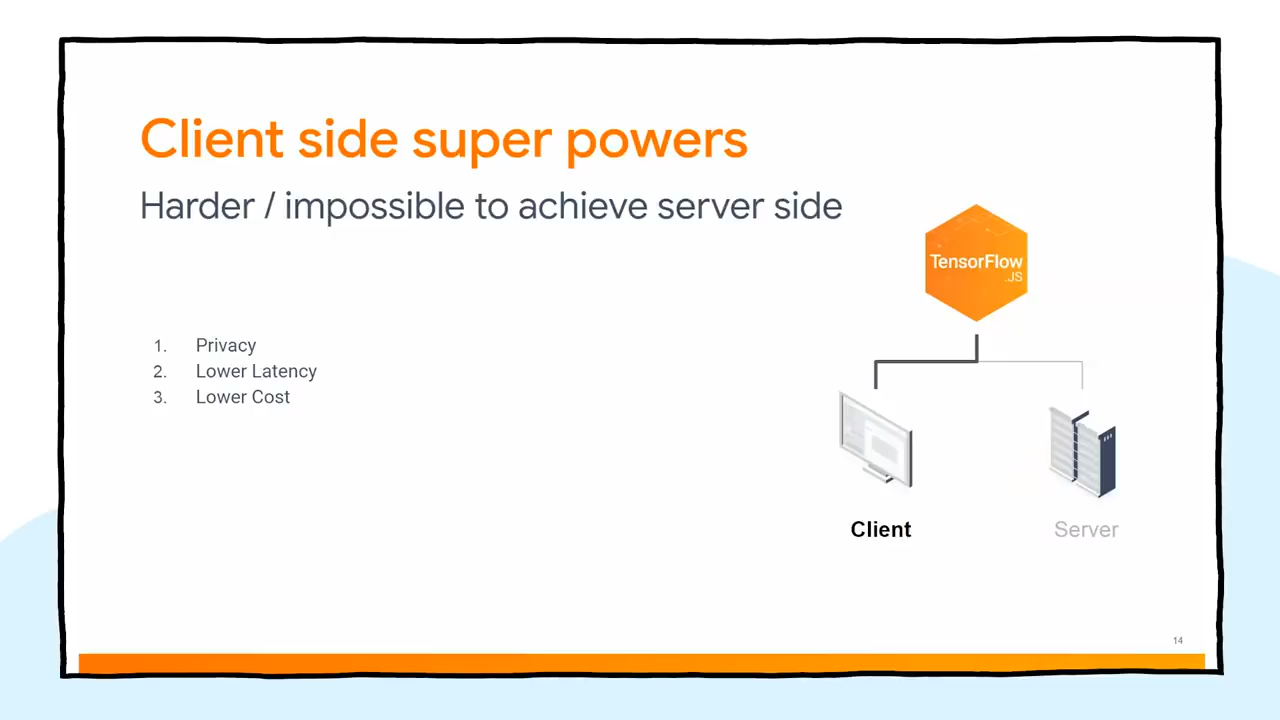 Client side super powers
Harder / impossible to achieve server side
TensorFlow
.JS
1. Privacy
2. Lower Latency
3. Lower Cost
Client
Server
14